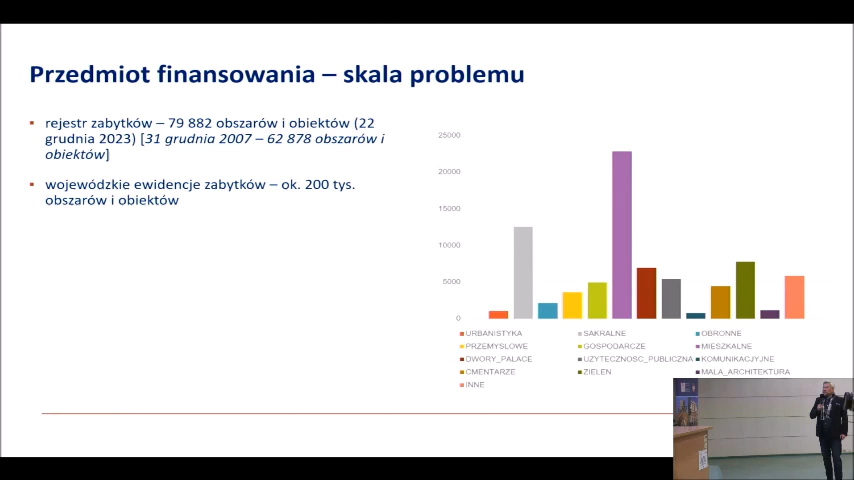 Przedmiot finansowania – skala problemu
▪ rejestr zabytków – 79 882 obszarów i obiektów (22
grudnia 2023) [31 grudnia 2007 – 62 878 obszarów i
obiektów]
▪ wojewódzkie ewidencje zabytków – ok. 200 tys.
obszarów i obiektów
25000
20000
15000
10000
5000
0
URBANISTYKA SAKRALNE OBRONNE
PRZEMYSLOWE GOSPODARCZE MIESZKALNE
DWORY_PALACE UZYTECZNOSC_PUBLICZNA KOMUNIKACYJNE
CMENTARZE ZIELEN MALA_ARCHITEKTURA
INNE